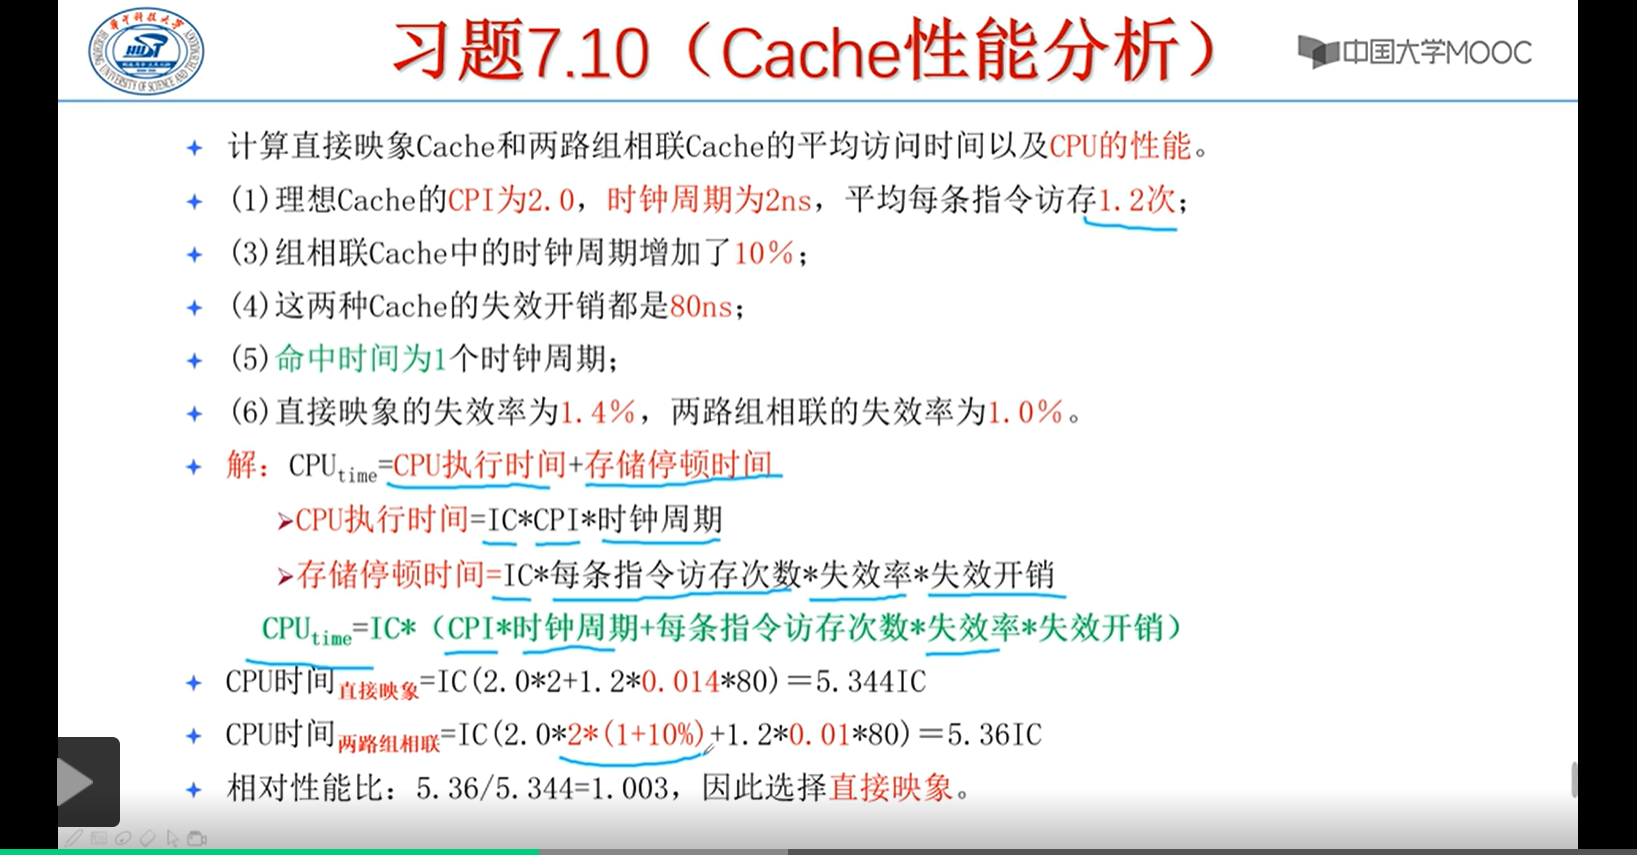 习题7.10（Cache性能分析）
中国大学MOOC
计算直接映象Cache和两路组相联Cache的平均访问时间以及CPU的性能。
(1)理想Cache的CPI为2.0，时钟周期为2ns，平均每条指令访存1.2次；
(3)组相联Cache中的时钟周期增加了10％；
(4)这两种Cache的失效开销都是80ns；
(5)命中时间为1个时钟周期；
(6)直接映象的失效率为1.4％，两路组相联的失效率为1.0％。
解：CPUtime=CPU执行时间+存储停顿时间
CPU执行时间=IC*CPI*时钟周期
存储停顿时间=IC*每条指令访存次数*失效率*失效开销
CPUtime=IC*（CPI*时钟周期+每条指令访存次数*失效率*失效开销）
CPU时间直接映象=IC(2.0*2+1.2*0.014*80)＝5.344IC
CPU时间两路组相联=IC(2.0*2*(1+10%)+1.2*0.01*80)＝5.36IC
相对性能比：5.36/5.344=1.003，因此选择直接映象。